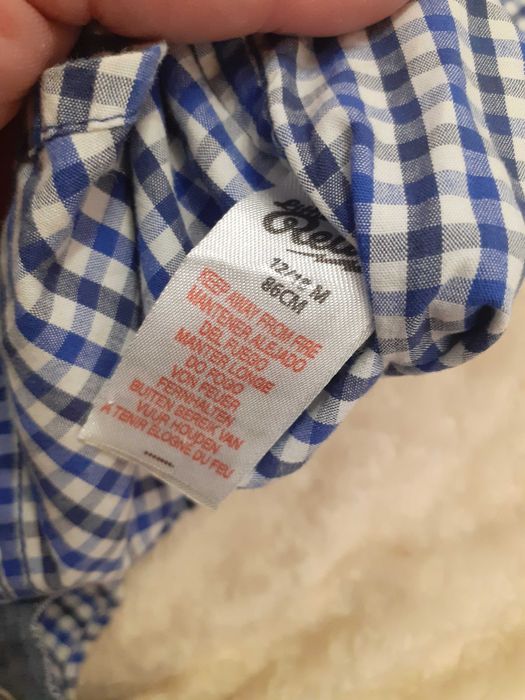 12/18 M
86CM
KEEP AWAY FROM FIRE
MANTENER ALEJADO
DEL FUEGO
MANTER LONGE
DO FOGO
VON FEUER
FERNHALTEN
BUITEN BEREIK VAN
VUUR HOUDEN
A TENIR ÉLOGNE DU FEU